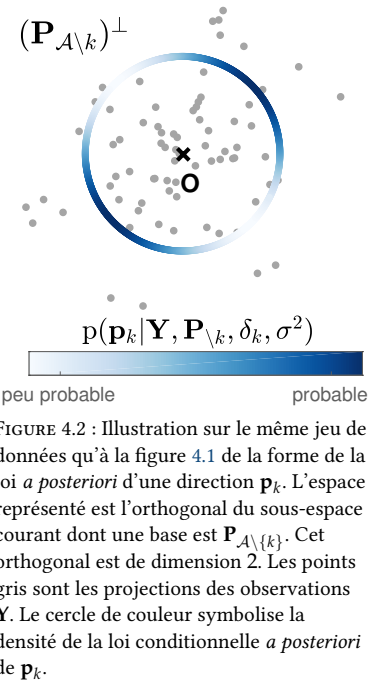 (P_{𝒜\k})^⊥
O
p(p_k|Y, P_{\k}, δ_k, σ²)
peu probable probable
FIGURE 4.2 : Illustration sur le même jeu de
données qu'à la figure 4.1 de la forme de la
loi a posteriori d'une direction p_k. L'espace
représenté est l'orthogonal du sous-espace
courant dont une base est P_{𝒜\{k}}. Cet
orthogonal est de dimension 2. Les points
gris sont les projections des observations
Y. Le cercle de couleur symbolise la
densité de la loi conditionnelle a posteriori
de p_k.